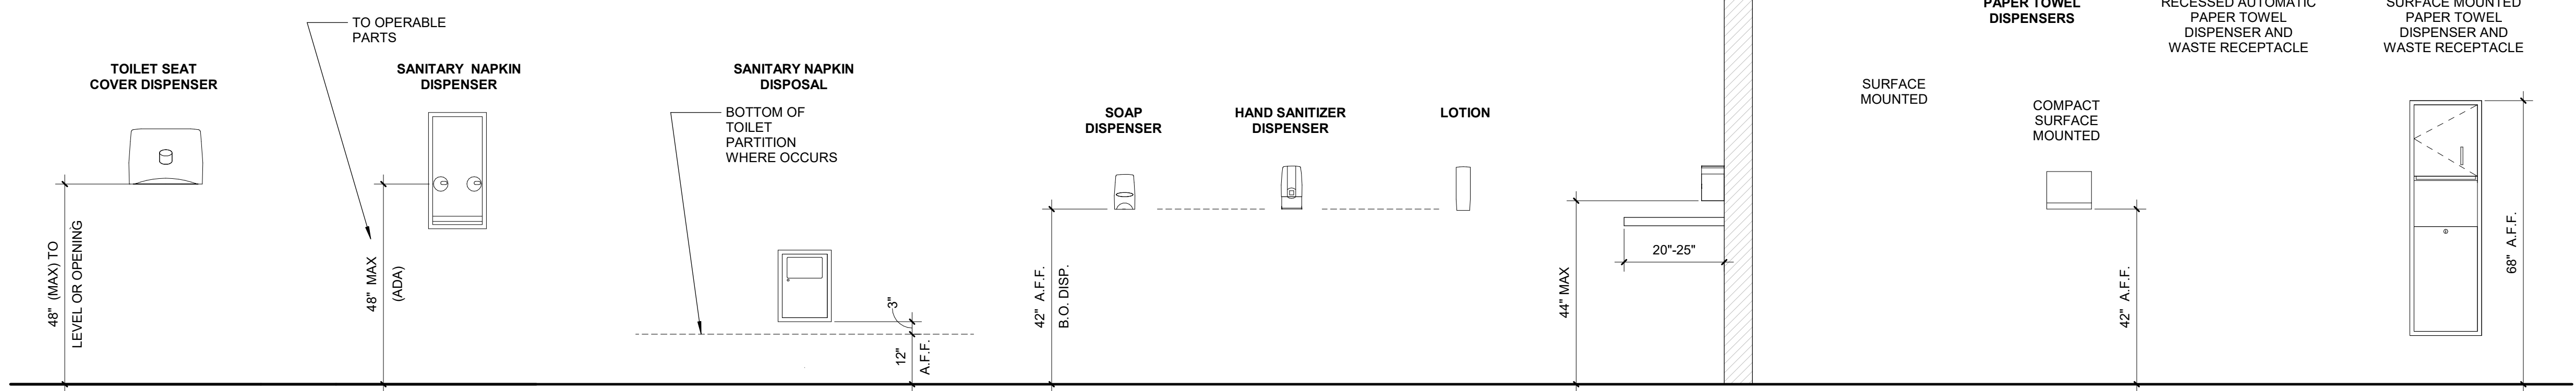 TO OPERABLE
PARTS
TOILET SEAT
COVER DISPENSER
48" (MAX) TO
LEVEL OR OPENING
SANITARY NAPKIN
DISPENSER
48" MAX
(ADA)
SANITARY NAPKIN
DISPOSAL
BOTTOM OF
TOILET
PARTITION
WHERE OCCURS
3"
12"
A.F.F.
SOAP
DISPENSER
42" A.F.F.
B.O. DISP.
HAND SANITIZER
DISPENSER
LOTION
44" MAX
20"-25"
SURFACE
MOUNTED
PAPER TOWEL
DISPENSERS
COMPACT
SURFACE
MOUNTED
42" A.F.F.
RECESSED AUTOMATIC
PAPER TOWEL
DISPENSER AND
WASTE RECEPTACLE
SURFACE MOUNTED
PAPER TOWEL
DISPENSER AND
WASTE RECEPTACLE
68" A.F.F.